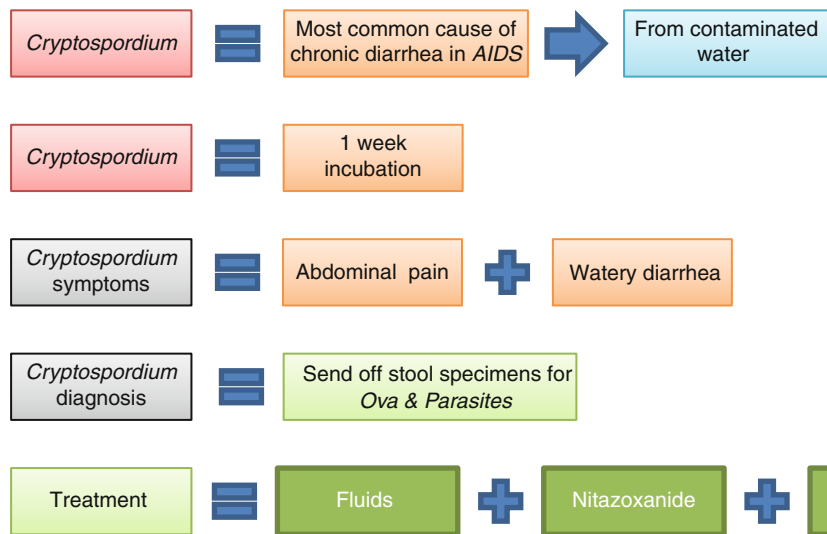 Cryptospordium
Most common cause of
chronic diarrhea in AIDS
From contaminated
water
Cryptospordium
1 week
incubation
Cryptospordium
symptoms
Abdominal pain
Watery diarrhea
Cryptospordium
diagnosis
Send off stool specimens for
Ova & Parasites
Treatment
Fluids
Nitazoxanide